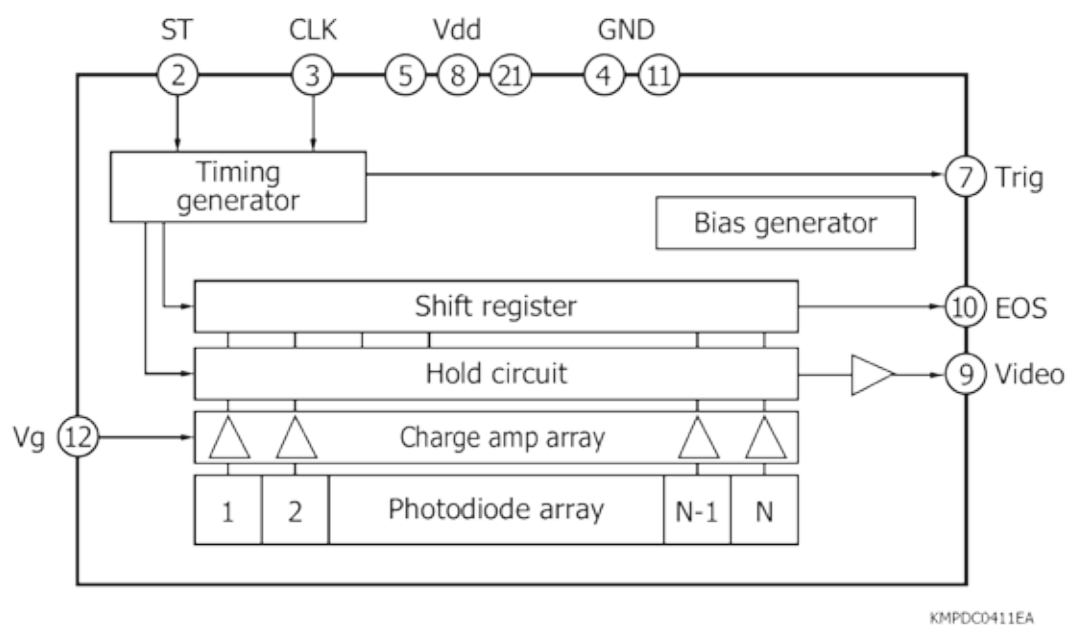 ST CLK Vdd GND
2 3 5 8 21 4 11
Timing
generator
7 Trig
Bias generator
Shift register
10 EOS
Hold circuit
9 Video
Vg 12
Charge amp array
1 2 Photodiode array N-1 N
KMPDC0411EA